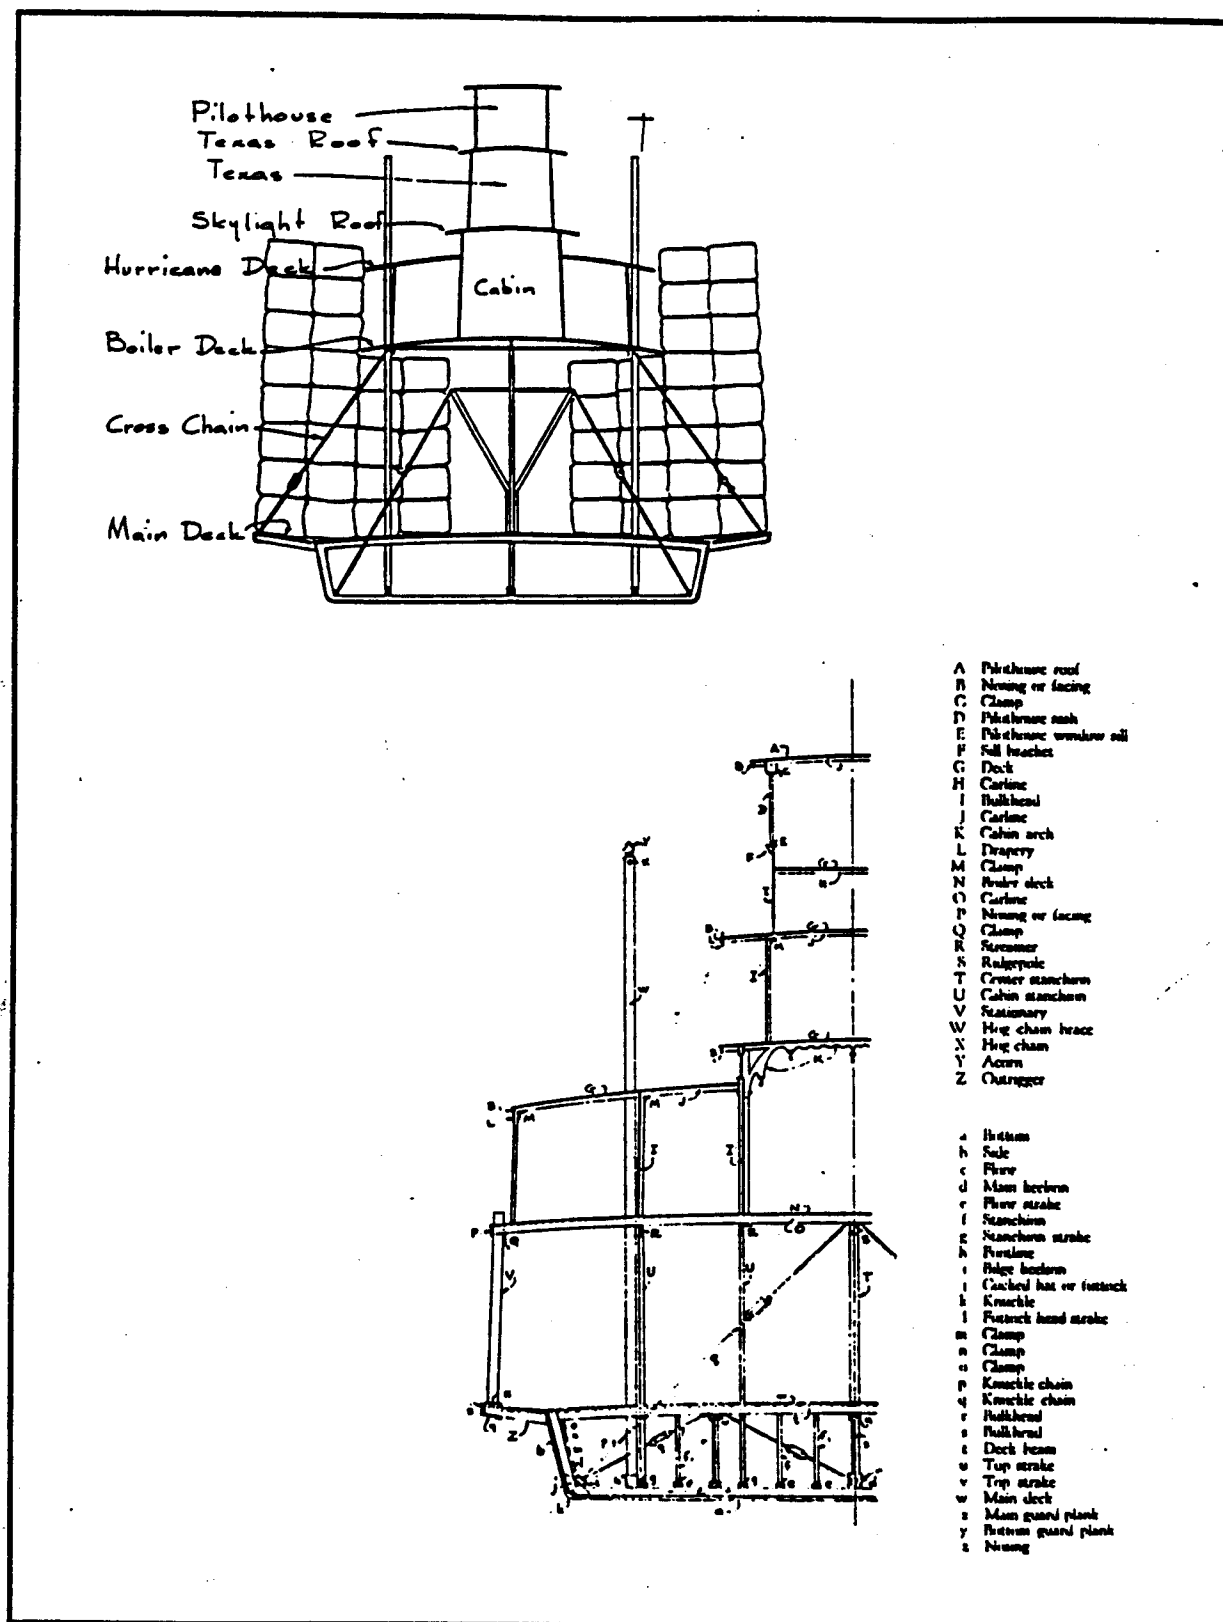 Pilothouse
Texas Roof
Texas
Skylight Roof
Hurricane Deck
Cabin
Boiler Deck
Cross Chain
Main Deck
A Pilothouse roof
B Nosing or facing
C Clamp
D Pilothouse sash
E Pilothouse window sill
F Sill bracket
G Deck
H Carline
I Bulkhead
J Carline
K Cabin arch
L Drapery
M Clamp
N Boiler deck
O Carline
P Nosing or facing
Q Clamp
R Streamer
S Ridgepole
T Center stanchion
U Cabin stanchion
V Stationary
W Hog chain brace
X Hog chain
Y Acorn
Z Outrigger
a Bottom
b Side
c Floor
d Main keelson
e Floor strake
f Stanchion
g Stanchion strake
h
i Bilge keelson
j Cocked hat or futtock
k Knuckle
l Futtock head strake
m Clamp
n Clamp
o Clamp
p Knuckle chain
q Knuckle chain
r Bulkhead
s Bulkhead
t Deck beam
u Top strake
v Top strake
w Main deck
x Main guard plank
y Bottom guard plank
z Nosing